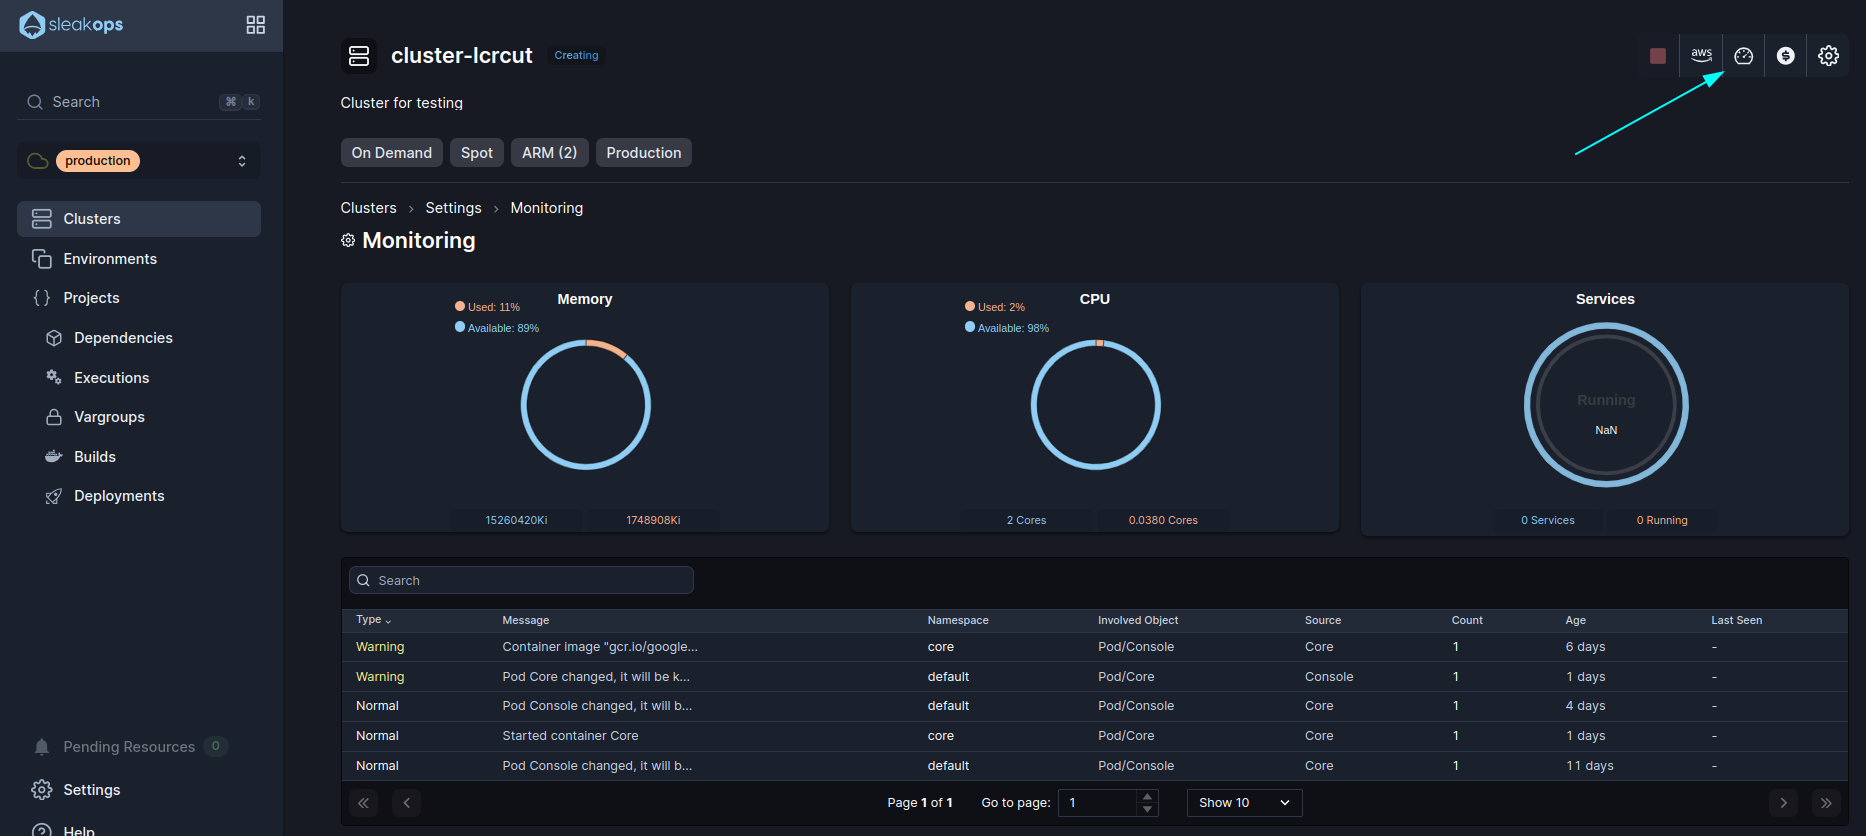 sleakops
Search
⌘ k
production
Clusters
Environments
Projects
Dependencies
Executions
Vargroups
Builds
Deployments
Pending Resources 0
Settings
Help
cluster-lcrcut Creating
aws
Cluster for testing
On Demand Spot ARM (2) Production
Clusters › Settings › Monitoring
Monitoring
Memory
Used: 11%
Available: 89%
15260420Ki 1748908Ki
CPU
Used: 2%
Available: 98%
2 Cores 0.0380 Cores
Services
Running
NaN
0 Services 0 Running
Search
Type Message Namespace Involved Object Source Count Age Last Seen
Warning Container image "gcr.io/google... core Pod/Console Core 1 6 days -
Warning Pod Core changed, it will be k... default Pod/Core Console 1 1 days -
Normal Pod Console changed, it will b... default Pod/Console Core 1 4 days -
Normal Started container Core core Pod/Core Core 1 1 days -
Normal Pod Console changed, it will b... default Pod/Console Core 1 11 days -
« ‹ Page 1 of 1 Go to page: 1 Show 10 › »